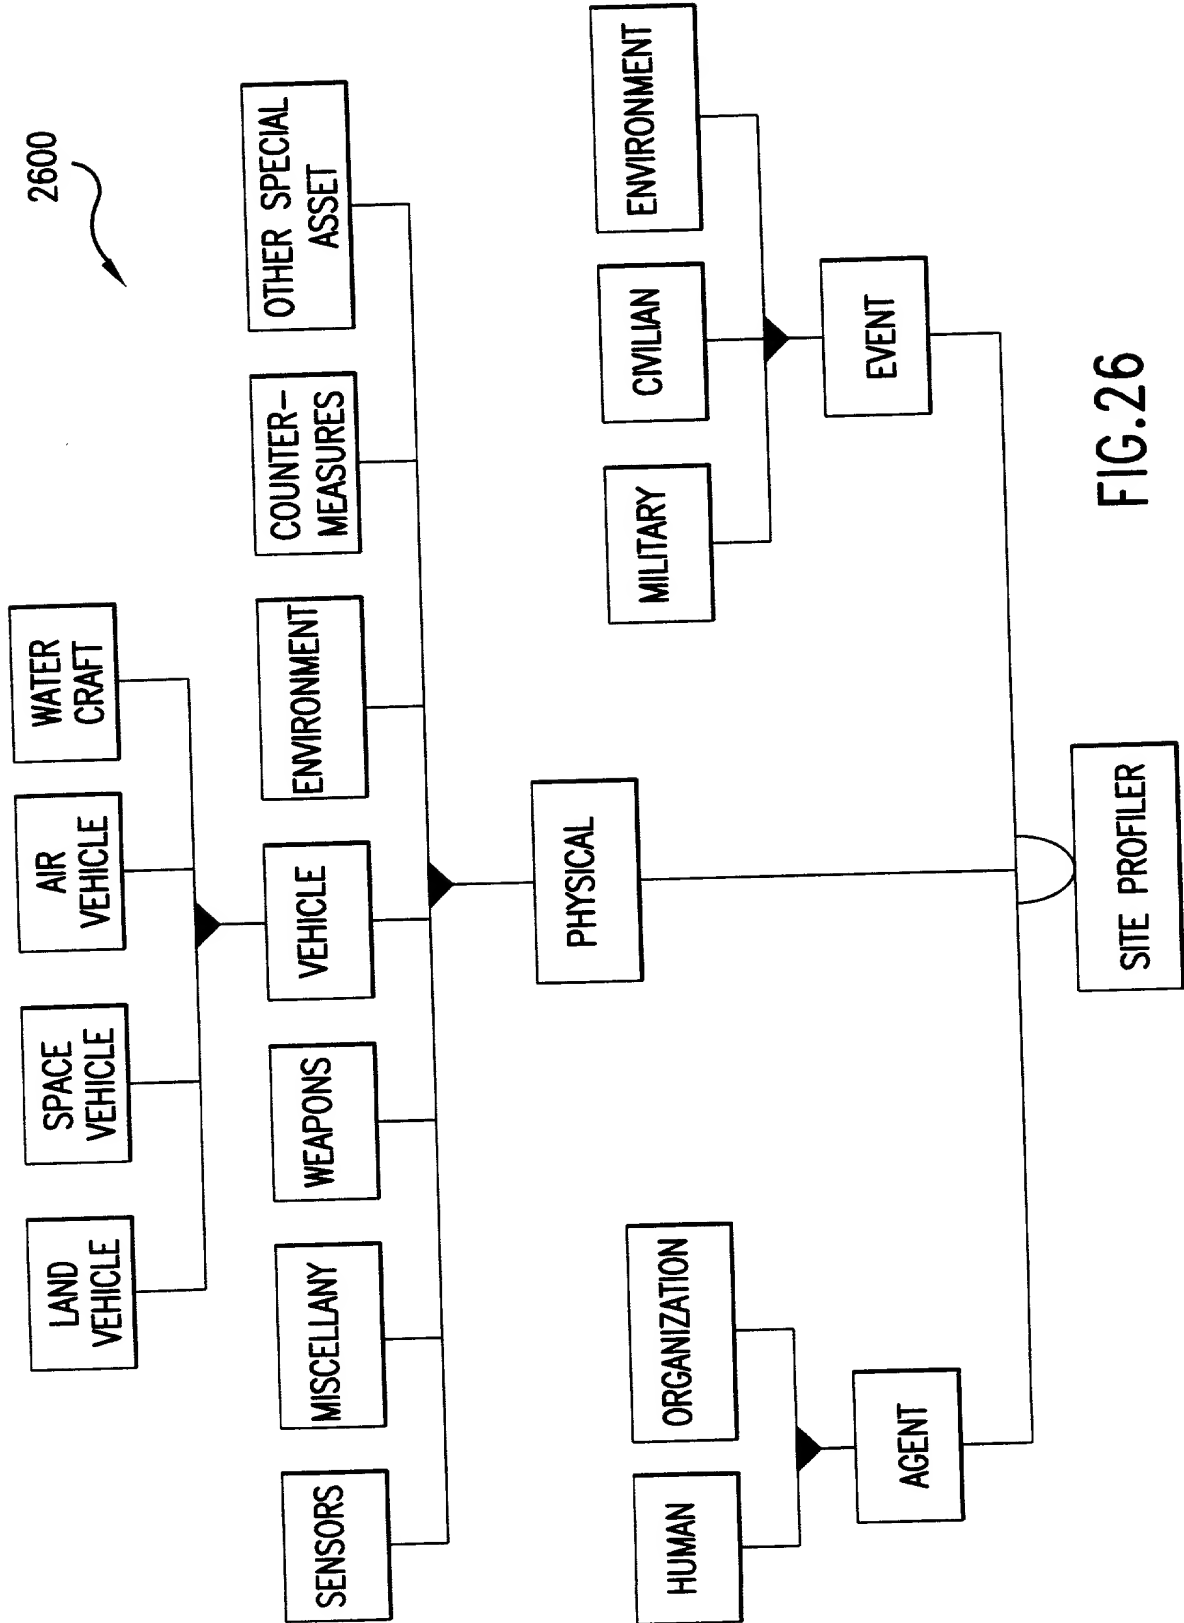 2600
LAND
VEHICLE
SPACE
VEHICLE
AIR
VEHICLE
WATER
CRAFT
SENSORS
MISCELLANY
WEAPONS
VEHICLE
ENVIRONMENT
COUNTER-
MEASURES
OTHER SPECIAL
ASSET
PHYSICAL
HUMAN
ORGANIZATION
MILITARY
CIVILIAN
ENVIRONMENT
AGENT
EVENT
SITE PROFILER
FIG.26